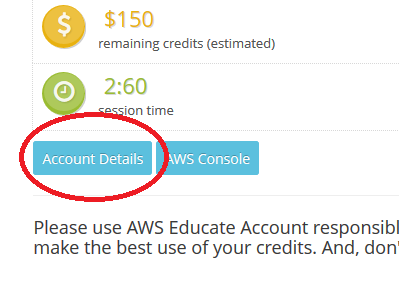 $150
remaining credits (estimated)
2:60
session time
Account Details AWS Console
Please use AWS Educate Account responsibl
make the best use of your credits. And, don'